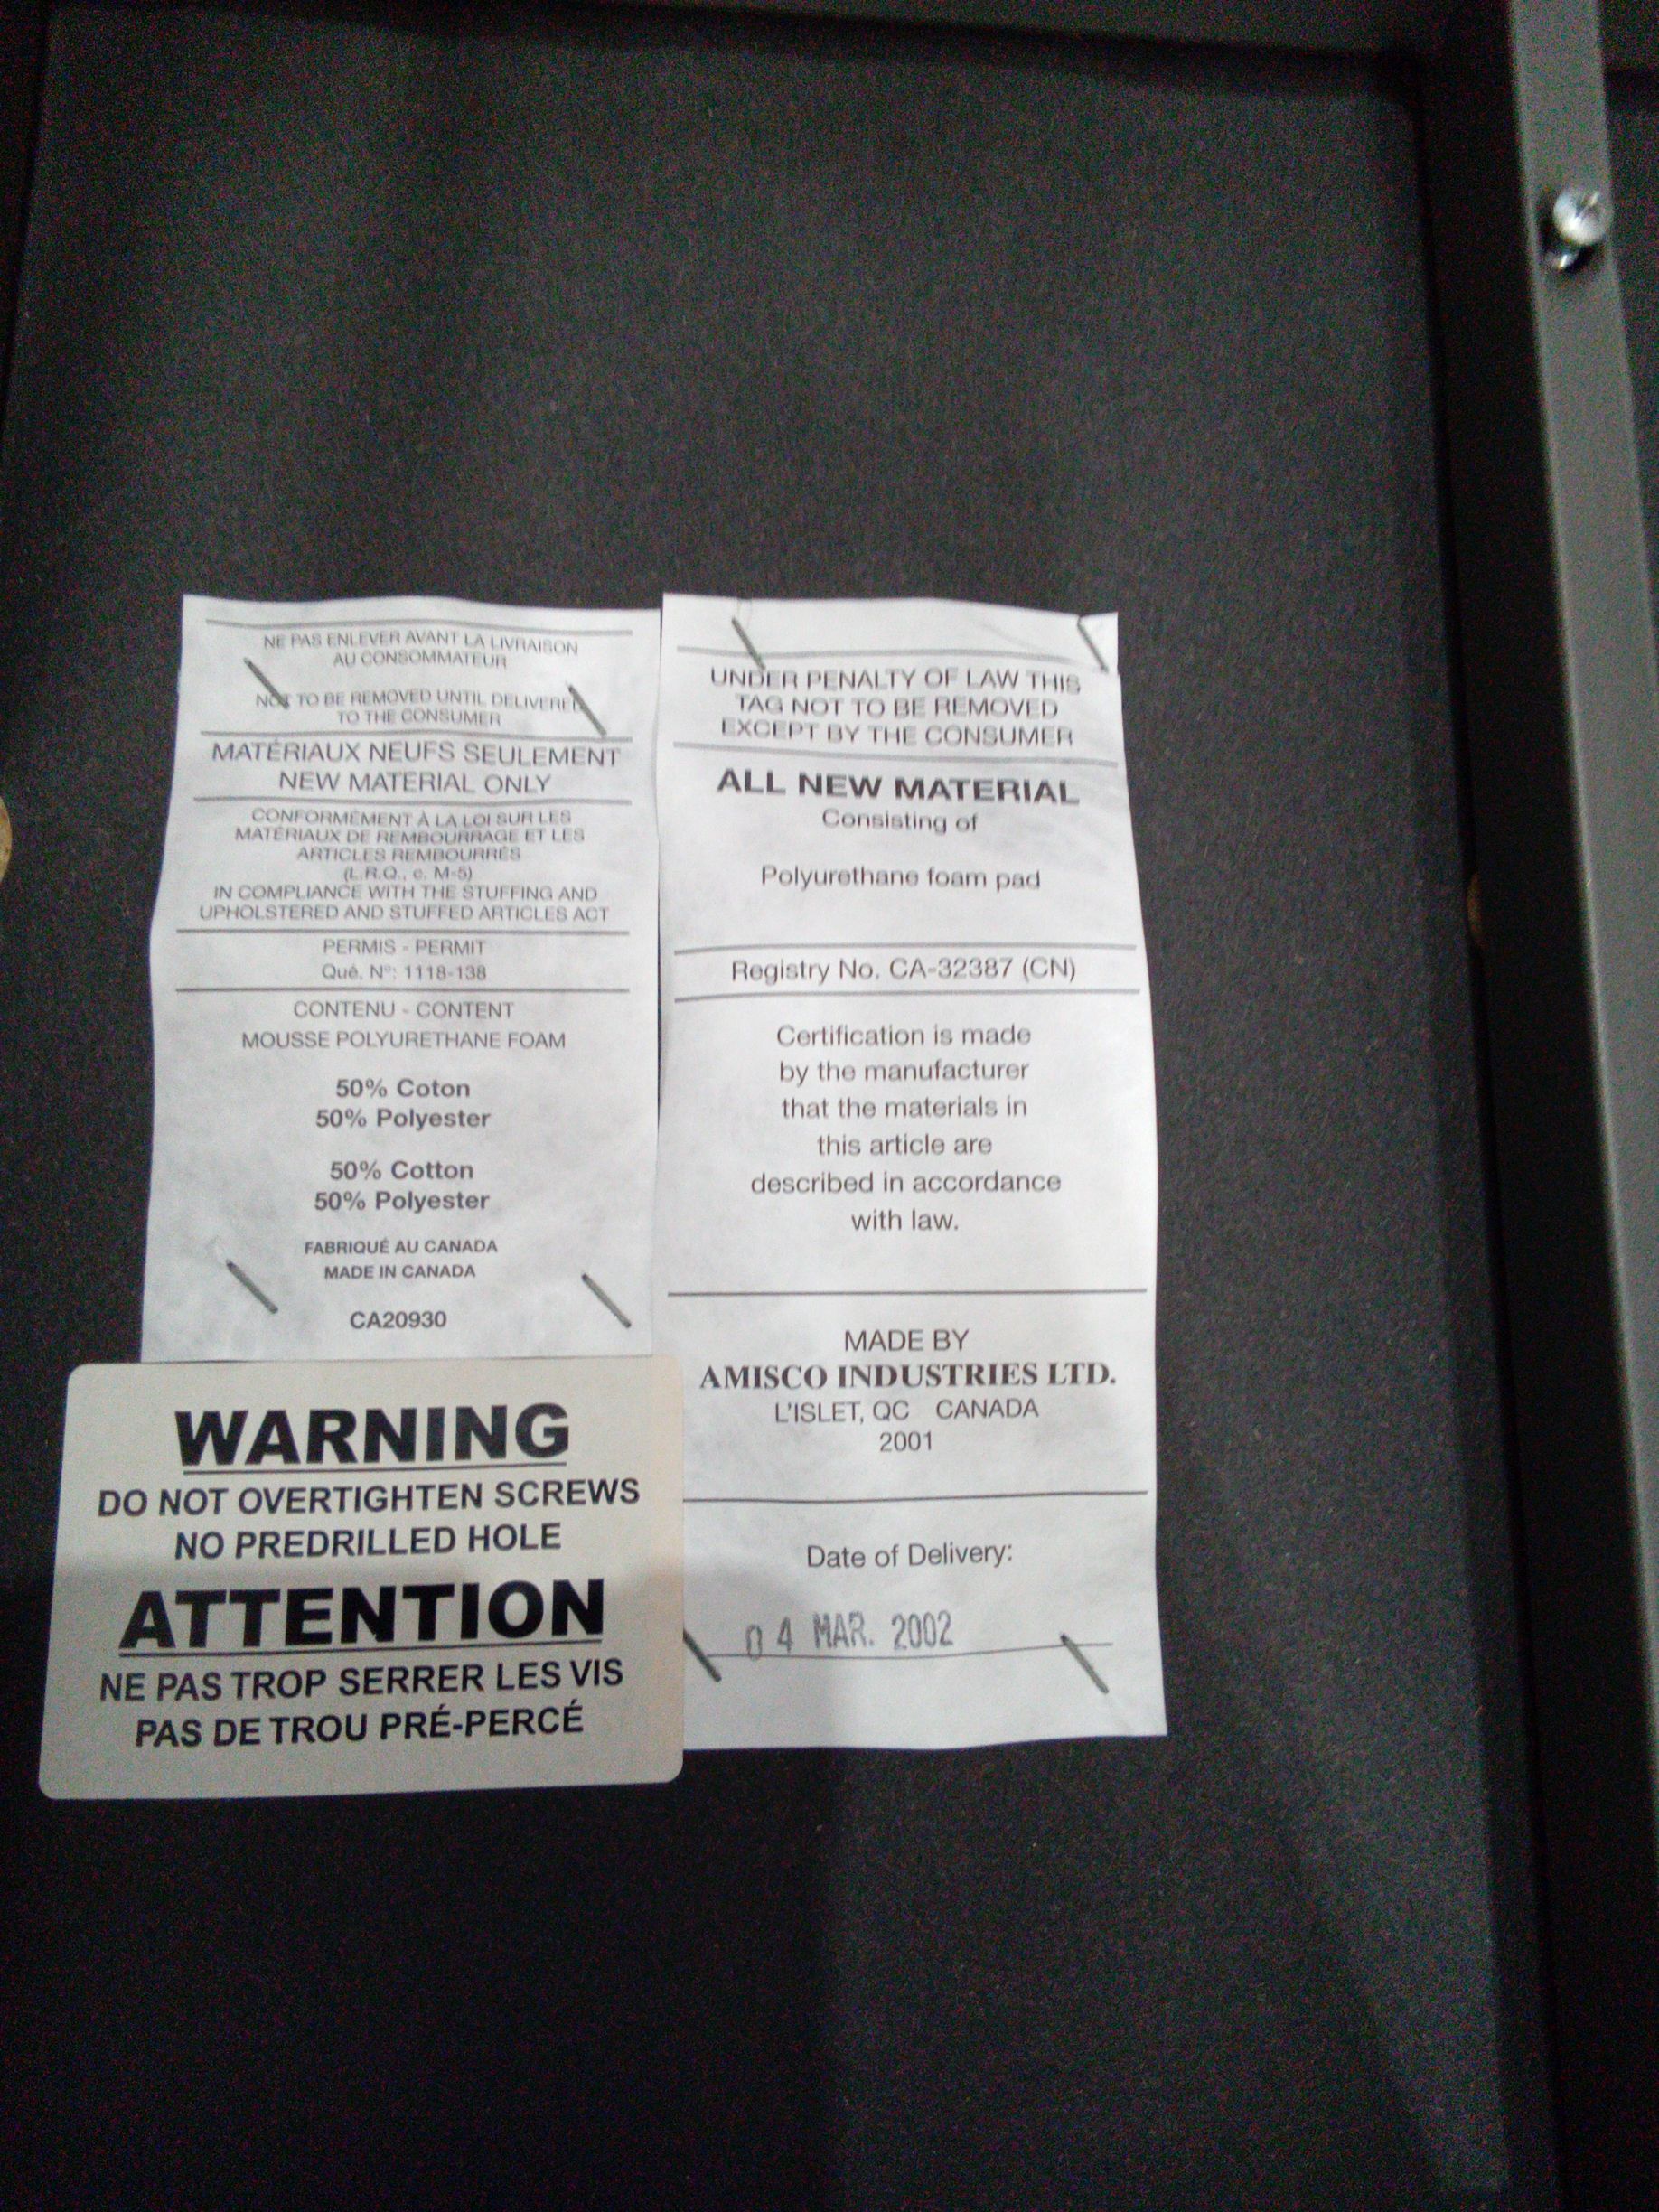 NE PAS ENLEVER AVANT LA LIVRAISON
AU CONSOMMATEUR
NOT TO BE REMOVED UNTIL DELIVERED
TO THE CONSUMER
MATÉRIAUX NEUFS SEULEMENT
NEW MATERIAL ONLY
CONFORMÉMENT À LA LOI SUR LES
MATÉRIAUX DE REMBOURRAGE ET LES
ARTICLES REMBOURRÉS
(L.R.Q., c. M-5)
IN COMPLIANCE WITH THE STUFFING AND
UPHOLSTERED AND STUFFED ARTICLES ACT
PERMIS - PERMIT
Qué. N°: 1118-138
CONTENU - CONTENT
MOUSSE POLYURETHANE FOAM
50% Coton
50% Polyester
50% Cotton
50% Polyester
FABRIQUÉ AU CANADA
MADE IN CANADA
CA20930
WARNING
DO NOT OVERTIGHTEN SCREWS
NO PREDRILLED HOLE
ATTENTION
NE PAS TROP SERRER LES VIS
PAS DE TROU PRÉ-PERCÉ
UNDER PENALTY OF LAW THIS
TAG NOT TO BE REMOVED
EXCEPT BY THE CONSUMER
ALL NEW MATERIAL
Consisting of
Polyurethane foam pad
Registry No. CA-32387 (CN)
Certification is made
by the manufacturer
that the materials in
this article are
described in accordance
with law.
MADE BY
AMISCO INDUSTRIES LTD.
L'ISLET, QC CANADA
2001
Date of Delivery:
04 MAR. 2002